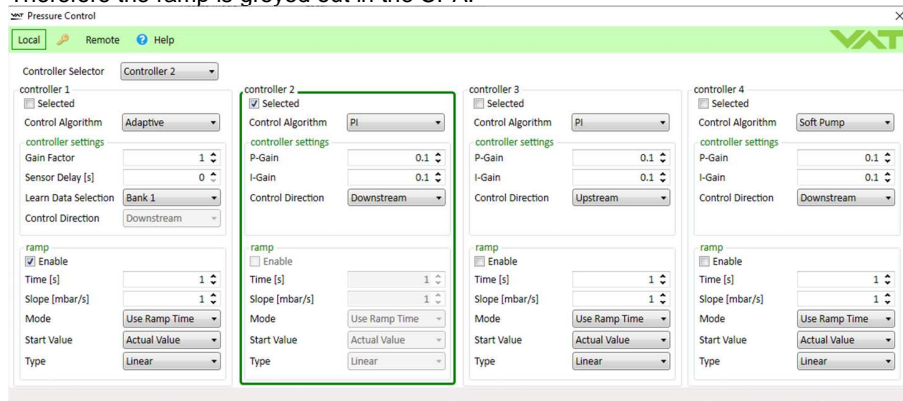 Therefore the ramp is greyed out in the CPA.
Pressure Control
Local Remote Help
VAT
Controller Selector Controller 2
controller 1
Selected
Control Algorithm Adaptive
controller settings
Gain Factor 1
Sensor Delay [s] 0
Learn Data Selection Bank 1
Control Direction Downstream
ramp
Enable
Time [s] 1
Slope [mbar/s] 1
Mode Use Ramp Time
Start Value Actual Value
Type Linear
controller 2
Selected
Control Algorithm PI
controller settings
P-Gain 0.1
I-Gain 0.1
Control Direction Downstream
ramp
Enable
Time [s] 1
Slope [mbar/s] 1
Mode Use Ramp Time
Start Value Actual Value
Type Linear
controller 3
Selected
Control Algorithm PI
controller settings
P-Gain 0.1
I-Gain 0.1
Control Direction Upstream
ramp
Enable
Time [s] 1
Slope [mbar/s] 1
Mode Use Ramp Time
Start Value Actual Value
Type Linear
controller 4
Selected
Control Algorithm Soft Pump
controller settings
P-Gain 0.1
I-Gain 0.1
Control Direction Downstream
ramp
Enable
Time [s] 1
Slope [mbar/s] 1
Mode Use Ramp Time
Start Value Actual Value
Type Linear